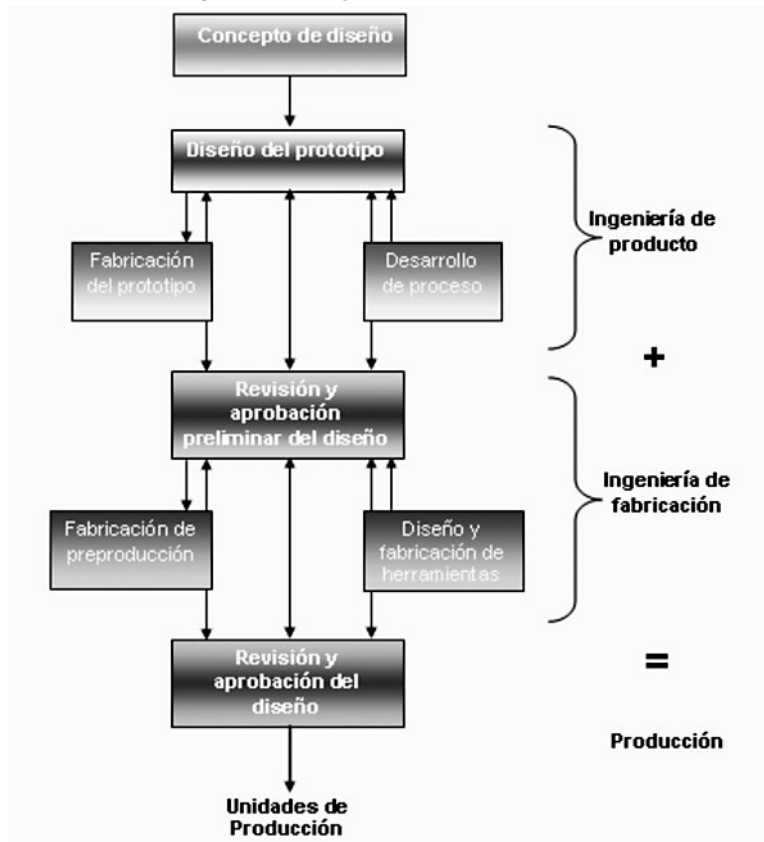 Concepto de diseño
Diseño del prototipo
Ingeniería de
producto
Fabricación
del prototipo
Desarrollo
de proceso
+
Revisión y
aprobación
preliminar del diseño
Ingeniería de
fabricación
Fabricación de
preproducción
Diseño y
fabricación de
herramientas
Revisión y
aprobación del
diseño
=
Producción
Unidades de
Producción